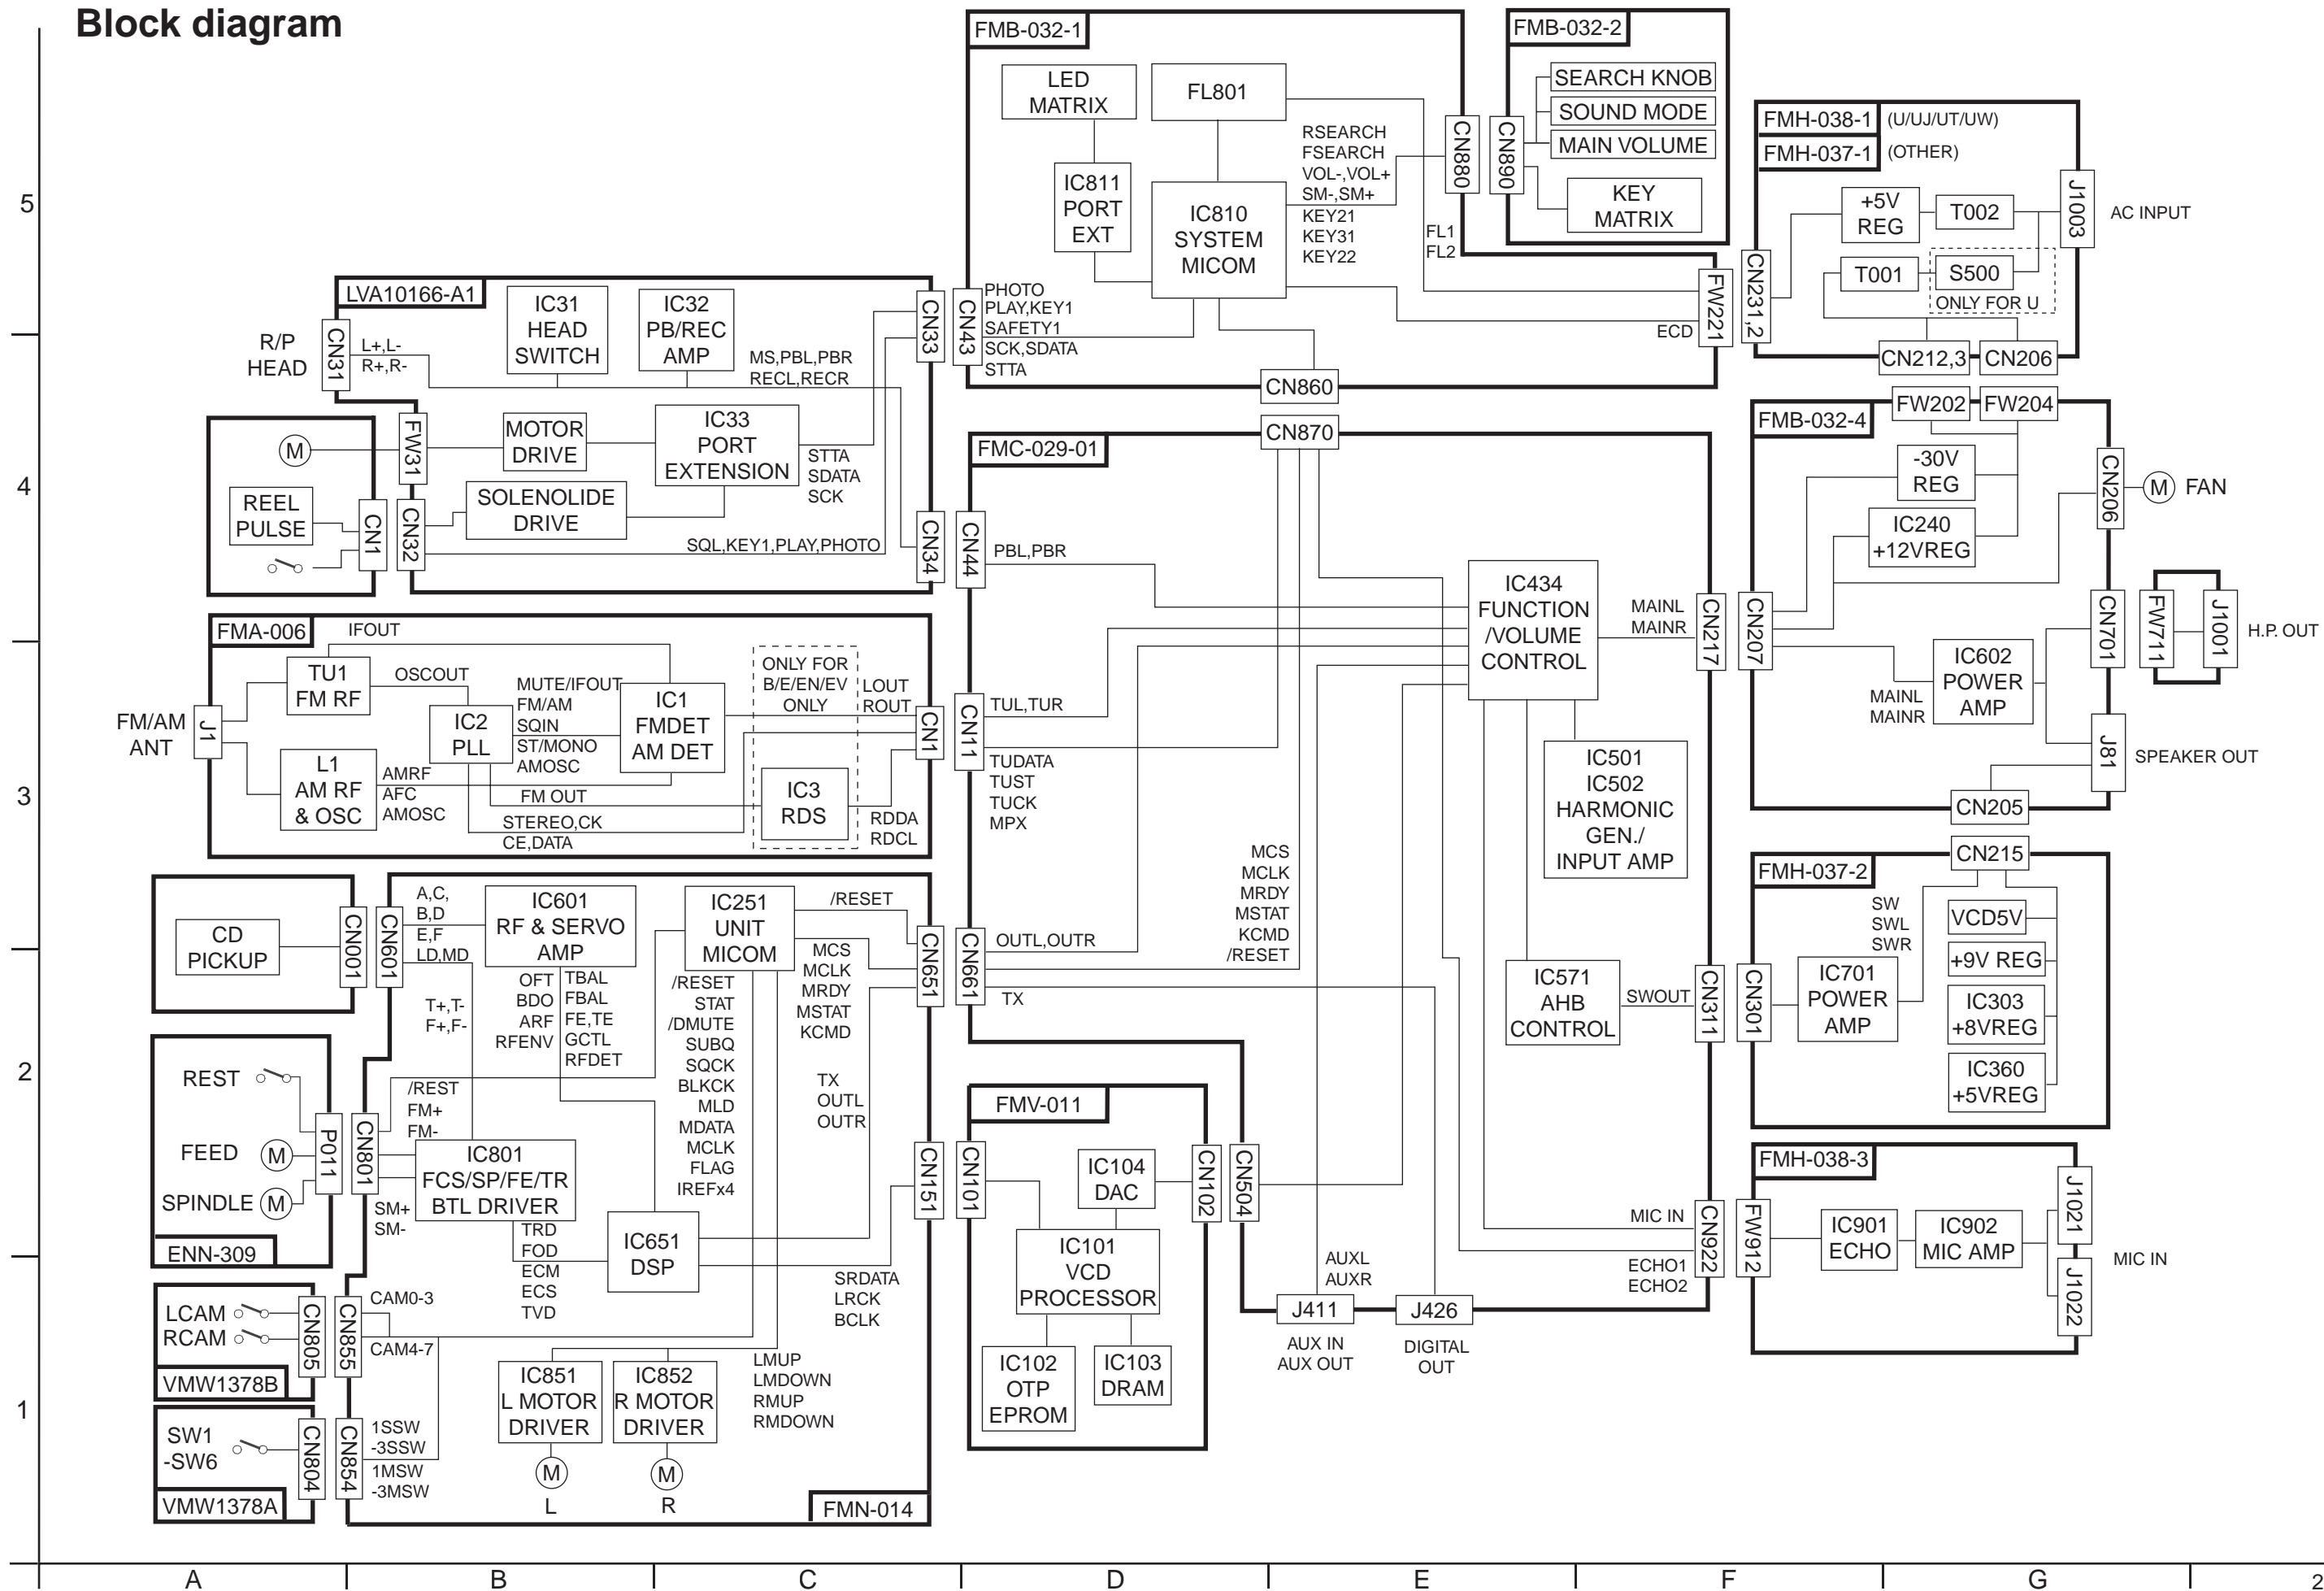 Block diagram
FMB-032-1
LED
MATRIX
FL801
IC811
PORT
EXT
IC810
SYSTEM
MICOM
RSEARCH
FSEARCH
VOL-,VOL+
SM-,SM+
KEY21
KEY31
KEY22
FL1
FL2
ECD
CN880
FW221
PHOTO
PLAY,KEY1
SAFETY1
SCK,SDATA
STTA
CN43
CN860
FMB-032-2
SEARCH KNOB
SOUND MODE
MAIN VOLUME
KEY
MATRIX
CN890
FMH-038-1
(U/UJ/UT/UW)
FMH-037-1
(OTHER)
+5V
REG
T002
T001
S500
ONLY FOR U
J1003
AC INPUT
CN231,2
CN212,3
CN206
5
LVA10166-A1
IC31
HEAD
SWITCH
IC32
PB/REC
AMP
CN33
R/P
HEAD
CN31
L+,L-
R+,R-
MS,PBL,PBR
RECL,RECR
MOTOR
DRIVE
IC33
PORT
EXTENSION
STTA
SDATA
SCK
SOLENOLIDE
DRIVE
SQL,KEY1,PLAY,PHOTO
FW31
CN32
CN34
M
REEL
PULSE
CN1
4
FMC-029-01
CN870
CN44
PBL,PBR
IC434
FUNCTION
/VOLUME
CONTROL
MAINL
MAINR
CN217
CN11
TUL,TUR
TUDATA
TUST
TUCK
MPX
IC501
IC502
HARMONIC
GEN./
INPUT AMP
MCS
MCLK
MRDY
MSTAT
KCMD
/RESET
CN661
OUTL,OUTR
TX
IC571
AHB
CONTROL
SWOUT
CN311
CN504
MIC IN
CN922
ECHO1
ECHO2
AUXL
AUXR
J411
J426
AUX IN
AUX OUT
DIGITAL
OUT
FMB-032-4
FW202
FW204
-30V
REG
IC240
+12VREG
CN206
M
FAN
CN207
MAINL
MAINR
IC602
POWER
AMP
CN701
J81
SPEAKER OUT
CN205
FW711
J1001
H.P. OUT
FMA-006
IFOUT
TU1
FM RF
OSCOUT
FM/AM
ANT
J1
L1
AM RF
& OSC
AMRF
AFC
AMOSC
IC2
PLL
MUTE/IFOUT
FM/AM
SQIN
ST/MONO
AMOSC
FM OUT
STEREO,CK
CE,DATA
IC1
FMDET
AM DET
ONLY FOR
B/E/EN/EV
ONLY
IC3
RDS
LOUT
ROUT
CN1
RDDA
RDCL
3
FMH-037-2
CN215
SW
SWL
SWR
VCD5V
+9V REG
IC303
+8VREG
IC360
+5VREG
CN301
IC701
POWER
AMP
CD
PICKUP
CN001
CN601
A,C,
B,D
E,F
LD,MD
T+,T-
F+,F-
IC601
RF & SERVO
AMP
OFT
BDO
ARF
RFENV
TBAL
FBAL
FE,TE
GCTL
RFDET
IC251
UNIT
MICOM
/RESET
CN651
MCS
MCLK
MRDY
MSTAT
KCMD
/RESET
STAT
/DMUTE
SUBQ
SQCK
BLKCK
MLD
MDATA
MCLK
FLAG
IREFx4
TX
OUTL
OUTR
CN151
2
REST
FEED
M
SPINDLE
M
P011
ENN-309
CN801
/REST
FM+
FM-
SM+
SM-
IC801
FCS/SP/FE/TR
BTL DRIVER
TRD
FOD
ECM
ECS
TVD
IC651
DSP
SRDATA
LRCK
BCLK
FMV-011
CN101
IC104
DAC
CN102
IC101
VCD
PROCESSOR
IC102
OTP
EPROM
IC103
DRAM
FMH-038-3
FW912
IC901
ECHO
IC902
MIC AMP
J1021
J1022
MIC IN
LCAM
RCAM
CN805
VMW1378B
CN855
CAM0-3
CAM4-7
SW1
-SW6
CN804
VMW1378A
CN854
1SSW
-3SSW
1MSW
-3MSW
IC851
L MOTOR
DRIVER
IC852
R MOTOR
DRIVER
LMUP
LMDOWN
RMUP
RMDOWN
M
L
M
R
FMN-014
1
A
B
C
D
E
F
G
2